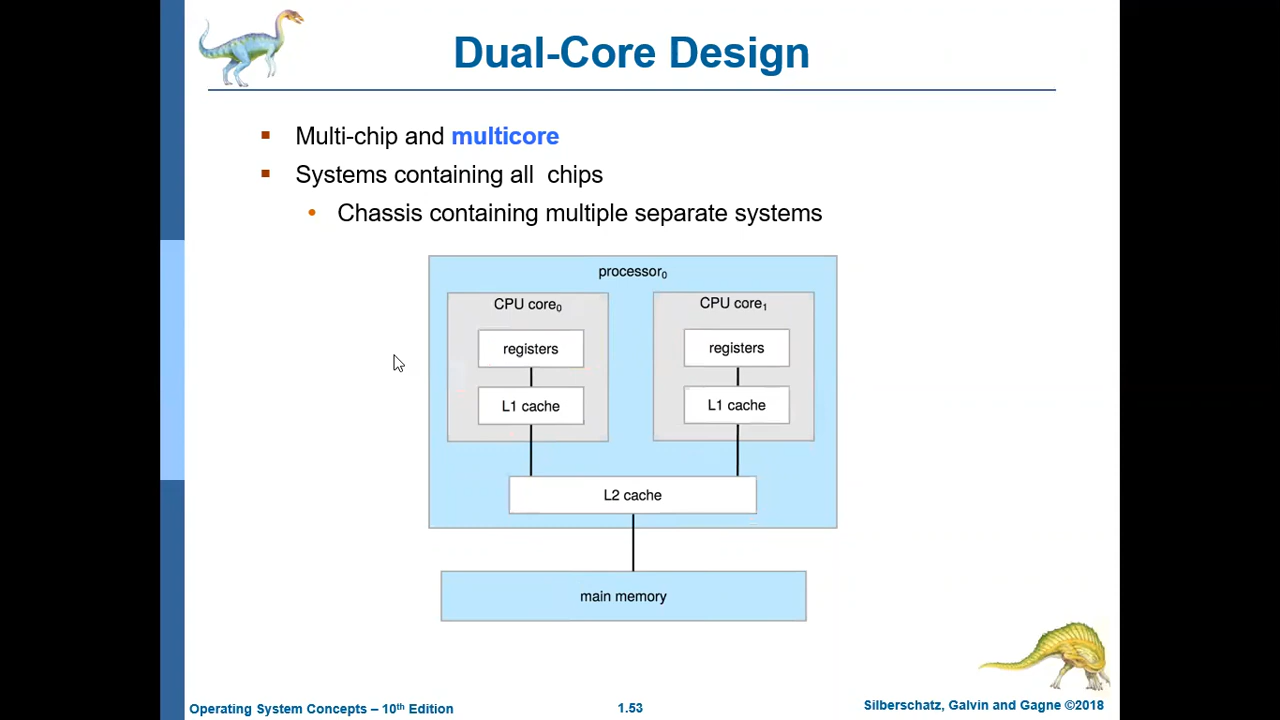 Dual-Core Design
Multi-chip and multicore
Systems containing all  chips
Chassis containing multiple separate systems
processor₀
CPU core₀
CPU core₁
registers
registers
L1 cache
L1 cache
L2 cache
main memory
Operating System Concepts – 10th Edition
1.53
Silberschatz, Galvin and Gagne ©2018